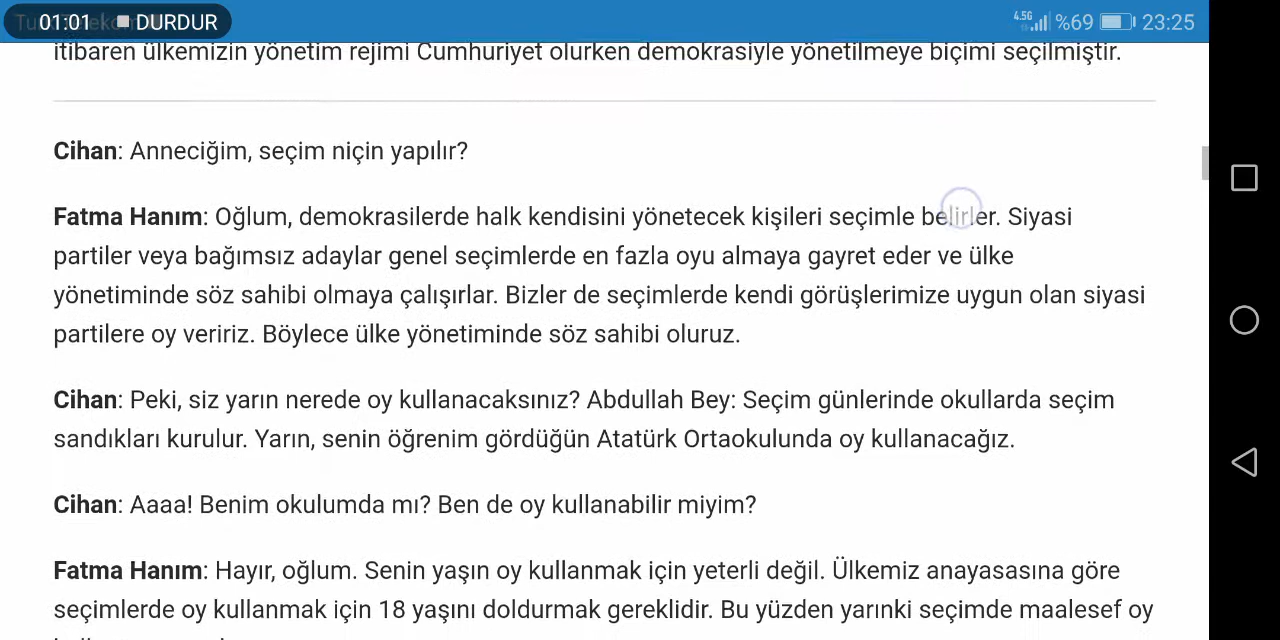 01:01 DURDUR 4.5G %69 23:25
itibaren ülkemizin yönetim rejimi Cumhuriyet olurken demokrasiyle yönetilmeye biçimi seçilmiştir.
Cihan: Anneciğim, seçim niçin yapılır?
Fatma Hanım: Oğlum, demokrasilerde halk kendisini yönetecek kişileri seçimle belirler. Siyasi
partiler veya bağımsız adaylar genel seçimlerde en fazla oyu almaya gayret eder ve ülke
yönetiminde söz sahibi olmaya çalışırlar. Bizler de seçimlerde kendi görüşlerimize uygun olan siyasi
partilere oy veririz. Böylece ülke yönetiminde söz sahibi oluruz.
Cihan: Peki, siz yarın nerede oy kullanacaksınız? Abdullah Bey: Seçim günlerinde okullarda seçim
sandıkları kurulur. Yarın, senin öğrenim gördüğün Atatürk Ortaokulunda oy kullanacağız.
Cihan: Aaaa! Benim okulumda mı? Ben de oy kullanabilir miyim?
Fatma Hanım: Hayır, oğlum. Senin yaşın oy kullanmak için yeterli değil. Ülkemiz anayasasına göre
seçimlerde oy kullanmak için 18 yaşını doldurmak gereklidir. Bu yüzden yarınki seçimde maalesef oy